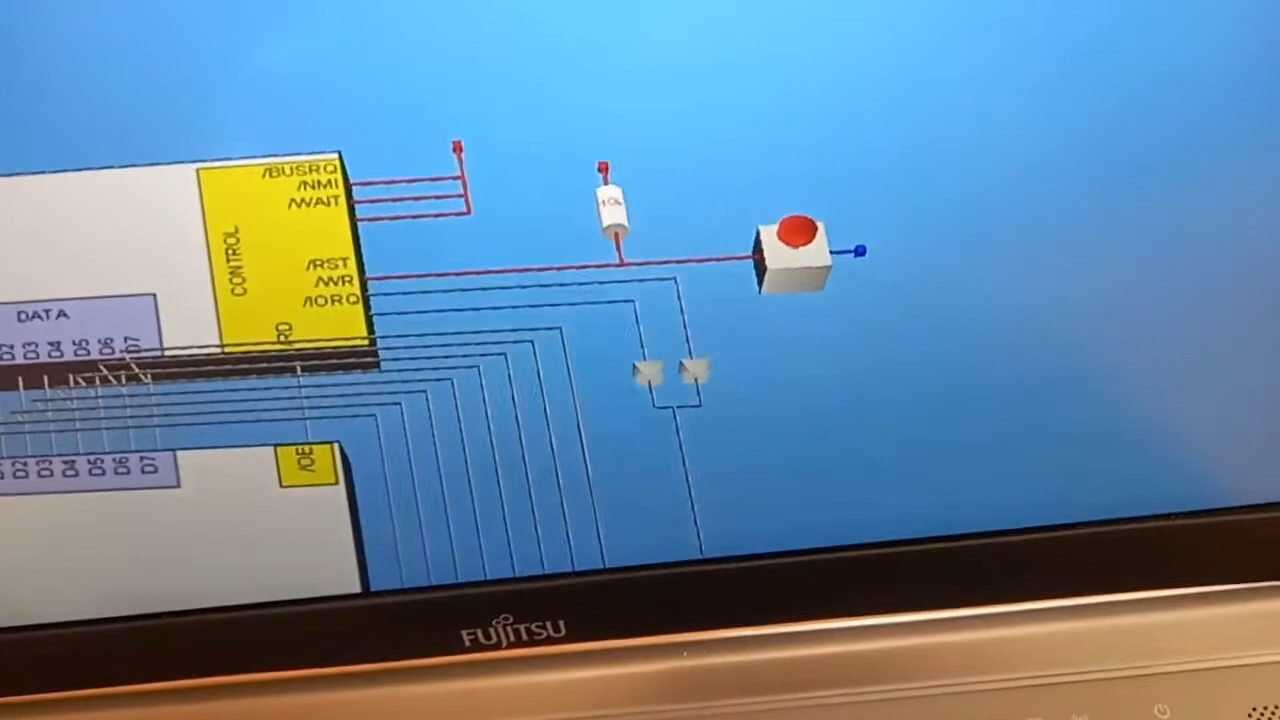 /BUSRQ
/NMI
/WAIT
CONTROL
/RST
/WR
/IORQ
/RD
DATA
D2
D3
D4
D5
D6
D7
D2
D3
D4
D5
D6
D7
/OE
FUJITSU